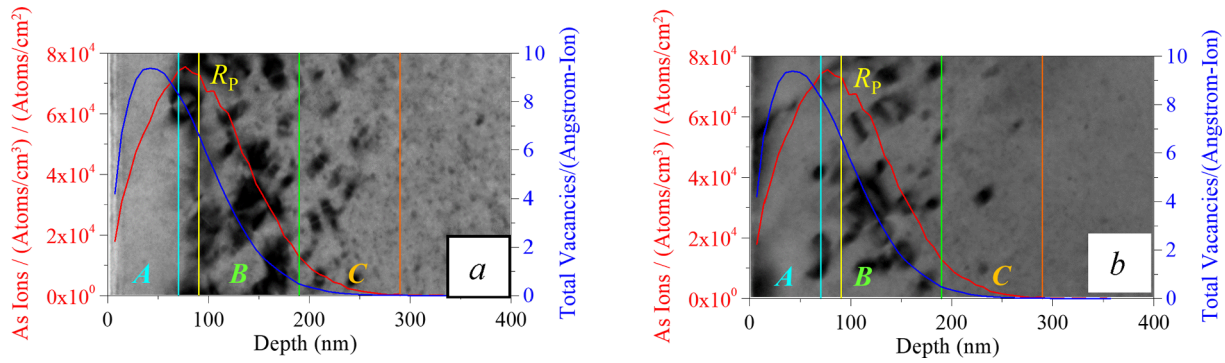 As Ions / (Atoms/cm³) / (Atoms/cm²)
8x10⁴
6x10⁴
4x10⁴
2x10⁴
0x10⁰
R_P
A
B
C
a
10
8
6
4
2
0
Total Vacancies/(Angstrom-Ion)
0
100
200
300
400
Depth (nm)
As Ions / (Atoms/cm³) / (Atoms/cm²)
8x10⁴
6x10⁴
4x10⁴
2x10⁴
0x10⁰
R_P
A
B
C
b
10
8
6
4
2
0
Total Vacancies/(Angstrom-Ion)
0
100
200
300
400
Depth (nm)